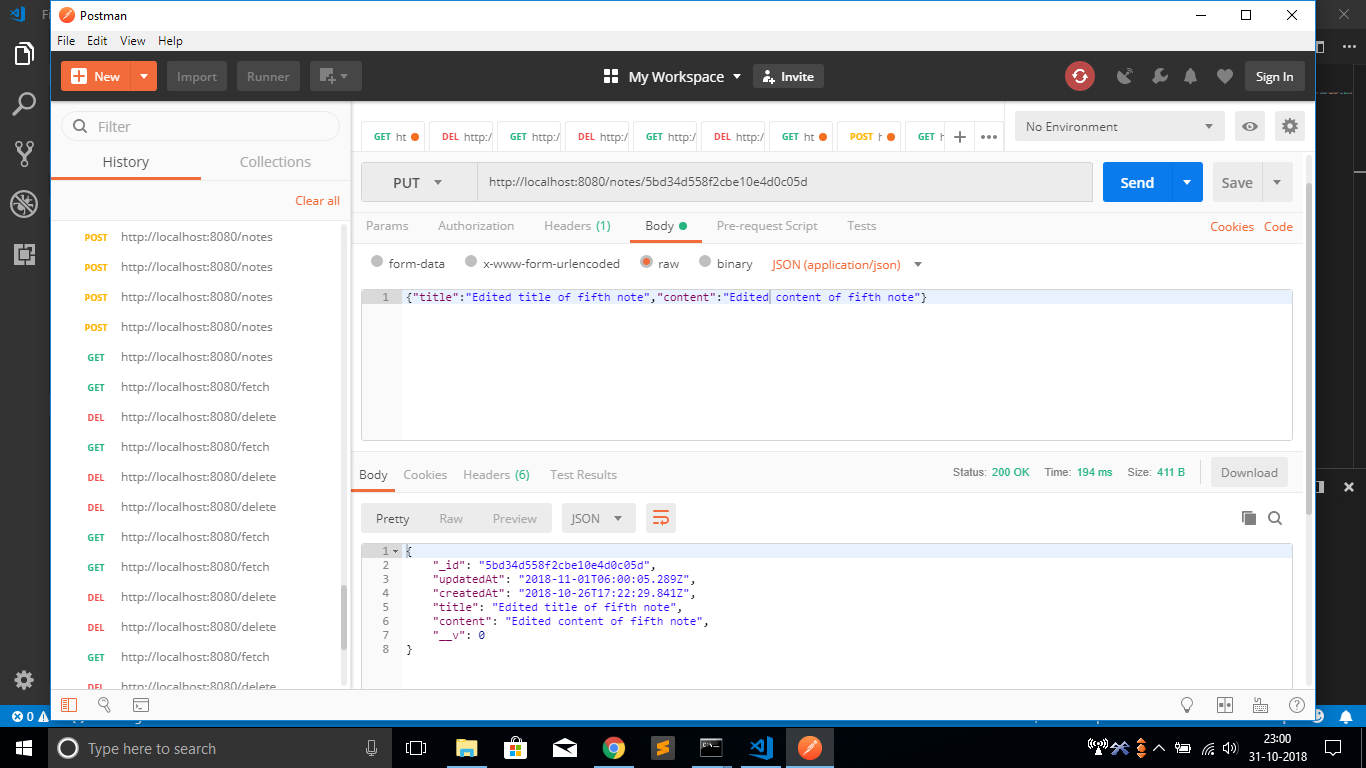 Postman
File Edit View Help
New Import Runner My Workspace Invite Sign In
Filter
History Collections
Clear all
POST http://localhost:8080/notes
POST http://localhost:8080/notes
POST http://localhost:8080/notes
POST http://localhost:8080/notes
GET http://localhost:8080/notes
GET http://localhost:8080/fetch
DEL http://localhost:8080/delete
GET http://localhost:8080/fetch
DEL http://localhost:8080/delete
DEL http://localhost:8080/delete
GET http://localhost:8080/fetch
GET http://localhost:8080/fetch
DEL http://localhost:8080/delete
DEL http://localhost:8080/delete
GET http://localhost:8080/fetch
DEL http://localhost:8080/delete
GET ht DEL http:/ GET http:/ DEL http:/ GET http:/ DEL http:/ GET ht POST h GET h
No Environment
PUT http://localhost:8080/notes/5bd34d558f2cbe10e4d0c05d Send Save
Params Authorization Headers (1) Body Pre-request Script Tests Cookies Code
form-data x-www-form-urlencoded raw binary JSON (application/json)
1 {"title":"Edited title of fifth note","content":"Edited content of fifth note"}
Body Cookies Headers (6) Test Results Status: 200 OK Time: 194 ms Size: 411 B Download
Pretty Raw Preview JSON
1 {
2 "_id": "5bd34d558f2cbe10e4d0c05d",
3 "updatedAt": "2018-11-01T06:00:05.289Z",
4 "createdAt": "2018-10-26T17:22:29.841Z",
5 "title": "Edited title of fifth note",
6 "content": "Edited content of fifth note",
7 "__v": 0
8 }
0
Type here to search
23:00
31-10-2018